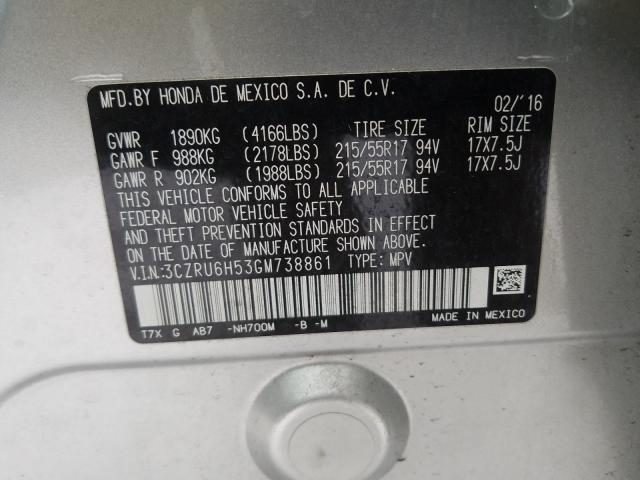 MFD.BY HONDA DE MEXICO S.A. DE C.V. 02/'16
GVWR 1890KG (4166LBS) TIRE SIZE RIM SIZE
GAWR F 988KG (2178LBS) 215/55R17 94V 17X7.5J
GAWR R 902KG (1988LBS) 215/55R17 94V 17X7.5J
THIS VEHICLE CONFORMS TO ALL APPLICABLE
FEDERAL MOTOR VEHICLE SAFETY
AND THEFT PREVENTION STANDARDS IN EFFECT
ON THE DATE OF MANUFACTURE SHOWN ABOVE.
V.I.N.:3CZRU6H53GM738861 TYPE: MPV
T7X G AB7 -NH700M -B -M MADE IN MEXICO